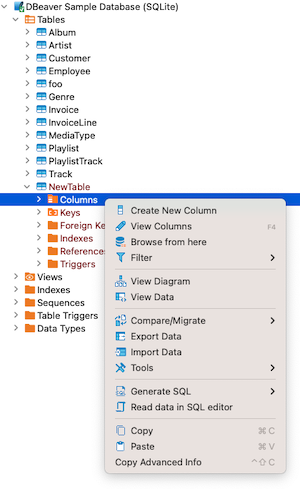 DBeaver Sample Database (SQLite)
Tables
Album
Artist
Customer
Employee
foo
Genre
Invoice
InvoiceLine
MediaType
Playlist
PlaylistTrack
Track
NewTable
Columns
Keys
Foreign Ke
Indexes
References
Triggers
Views
Indexes
Sequences
Table Triggers
Data Types
Create New Column
View Columns F4
Browse from here
Filter
View Diagram
View Data
Compare/Migrate
Export Data
Import Data
Tools
Generate SQL
Read data in SQL editor
Copy ⌘ C
Paste ⌘ V
Copy Advanced Info ^⇧ C